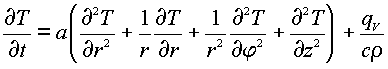 ∂T/∂t = a(∂²T/∂r² + 1/r ∂T/∂r + 1/r² ∂²T/∂φ² + ∂²T/∂z²) + q_V/cρ